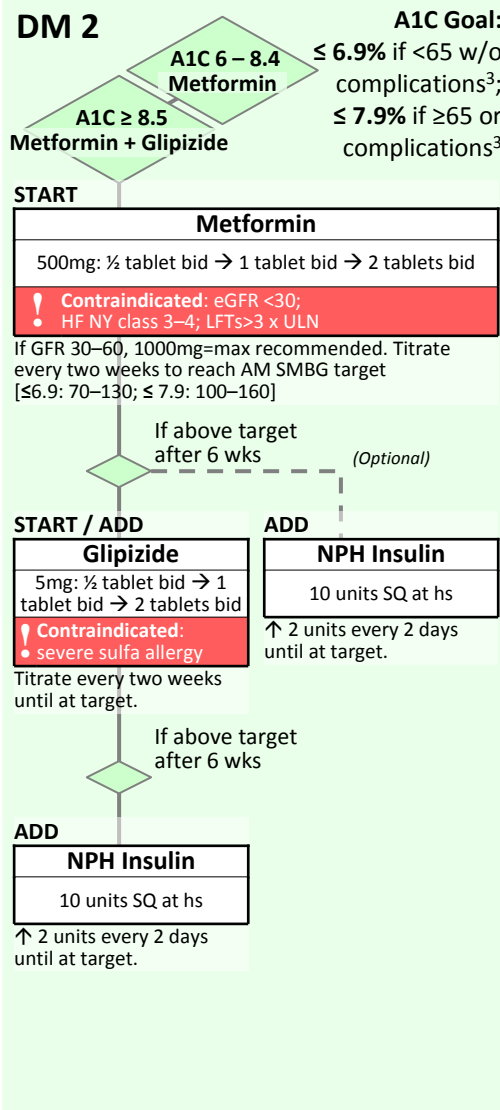 DM 2
A1C Goal:
≤ 6.9% if <65 w/o
complications³;
≤ 7.9% if ≥65 or
complications³
A1C 6 – 8.4
Metformin
A1C ≥ 8.5
Metformin + Glipizide
START
Metformin
500mg: ½ tablet bid → 1 tablet bid → 2 tablets bid
! Contraindicated: eGFR <30;
HF NY class 3–4; LFTs>3 x ULN
If GFR 30–60, 1000mg=max recommended. Titrate
every two weeks to reach AM SMBG target
[≤6.9: 70–130; ≤ 7.9: 100–160]
If above target
after 6 wks
(Optional)
START / ADD
Glipizide
5mg: ½ tablet bid → 1
tablet bid → 2 tablets bid
! Contraindicated:
severe sulfa allergy
Titrate every two weeks
until at target.
ADD
NPH Insulin
10 units SQ at hs
↑ 2 units every 2 days
until at target.
If above target
after 6 wks
ADD
NPH Insulin
10 units SQ at hs
↑ 2 units every 2 days
until at target.